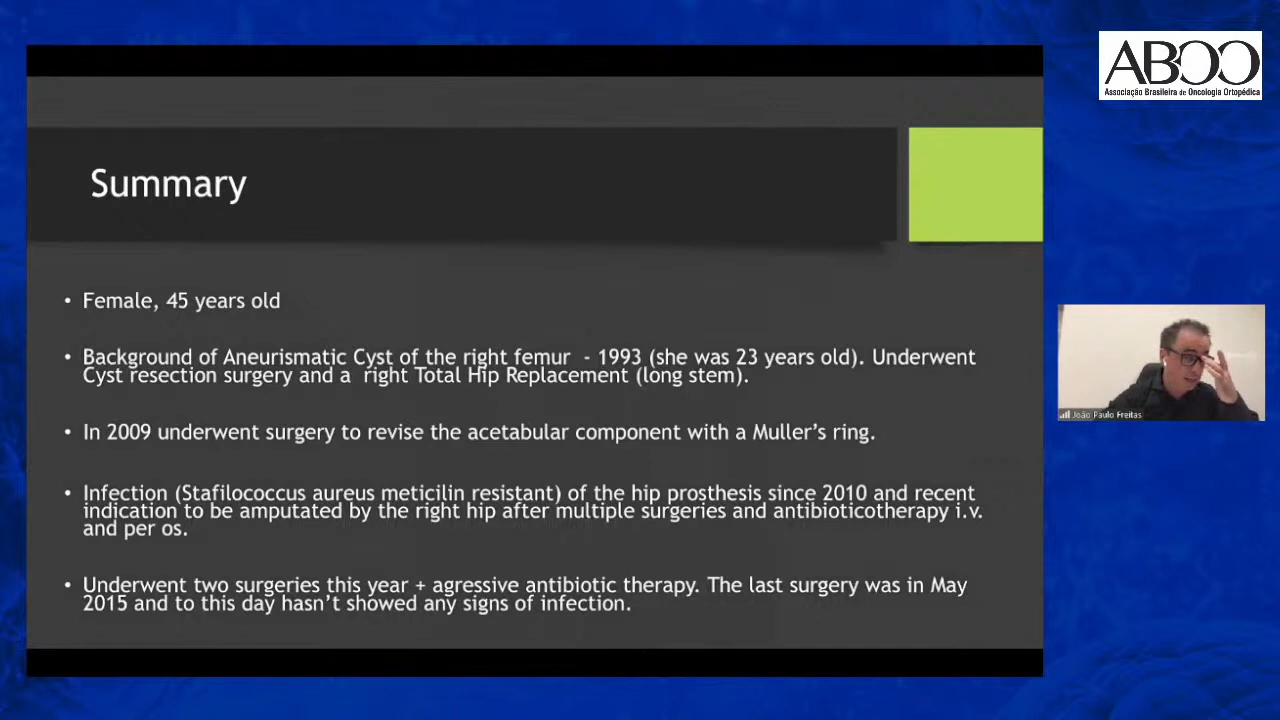 ABOO
Associação Brasileira de Oncologia Ortopédica
Summary
• Female, 45 years old
• Background of Aneurismatic Cyst of the right femur - 1993 (she was 23 years old). Underwent
Cyst resection surgery and a right Total Hip Replacement (long stem).
• In 2009 underwent surgery to revise the acetabular component with a Muller’s ring.
• Infection (Stafilococcus aureus meticilin resistant) of the hip prosthesis since 2010 and recent
indication to be amputated by the right hip after multiple surgeries and antibioticotherapy i.v.
and per os.
• Underwent two surgeries this year + agressive antibiotic therapy. The last surgery was in May
2015 and to this day hasn’t showed any signs of infection.
João Paulo Freitas